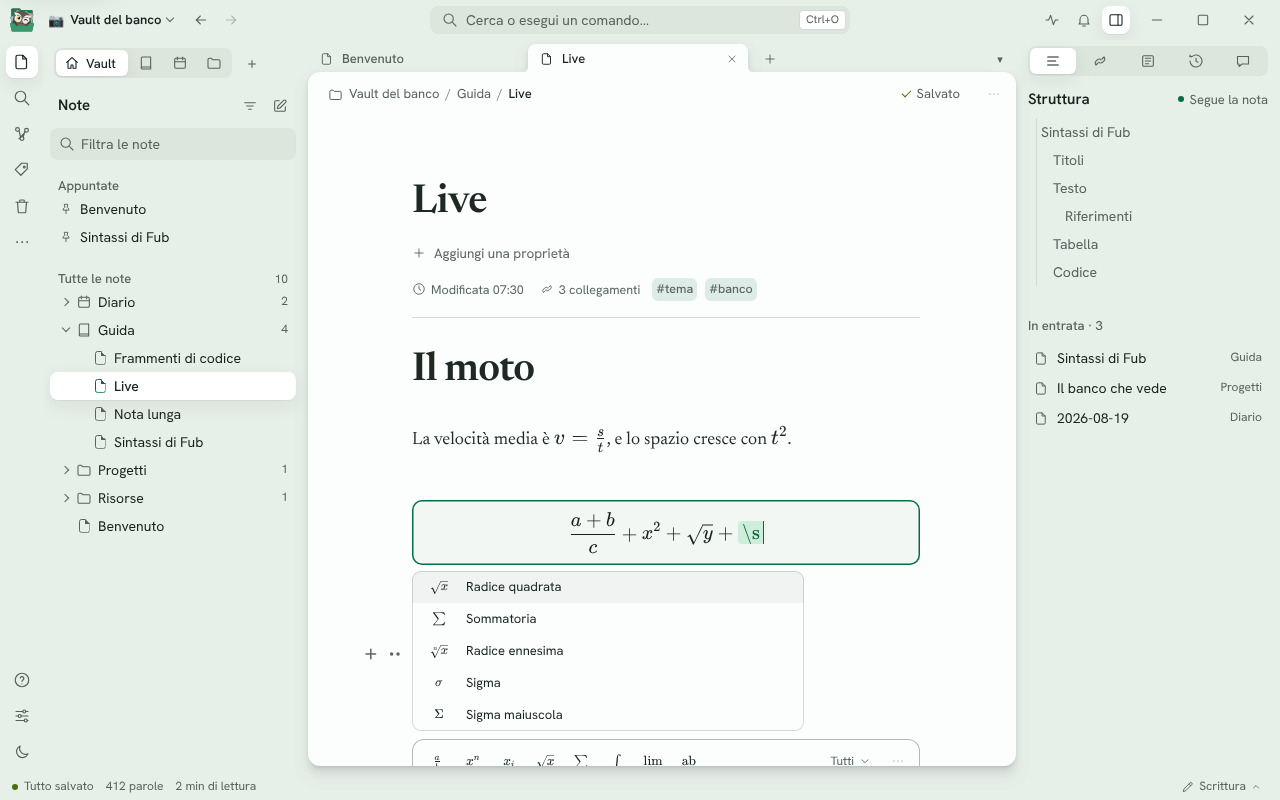 Vault del banco
Cerca o esegui un comando…
Ctrl+O
Vault
Benvenuto
Live
Note
Filtra le note
Appuntate
Benvenuto
Sintassi di Fub
Tutte le note 10
Diario 2
Guida 4
Frammenti di codice
Live
Nota lunga
Sintassi di Fub
Progetti 1
Risorse 1
Benvenuto
Vault del banco / Guida / Live
Salvato
Live
Aggiungi una proprietà
Modificata 07:30 3 collegamenti #tema #banco
Il moto
La velocità media è v = s/t, e lo spazio cresce con t².
(a + b)/c + x² + √y + \s
√x Radice quadrata
∑ Sommatoria
ⁿ√x Radice ennesima
σ Sigma
Σ Sigma maiuscola
xⁿ xᵢ √x ∑ ∫ lim ab Tutti
Struttura
Segue la nota
Sintassi di Fub
Titoli
Testo
Riferimenti
Tabella
Codice
In entrata · 3
Sintassi di Fub Guida
Il banco che vede Progetti
2026-08-19 Diario
Tutto salvato 412 parole 2 min di lettura
Scrittura